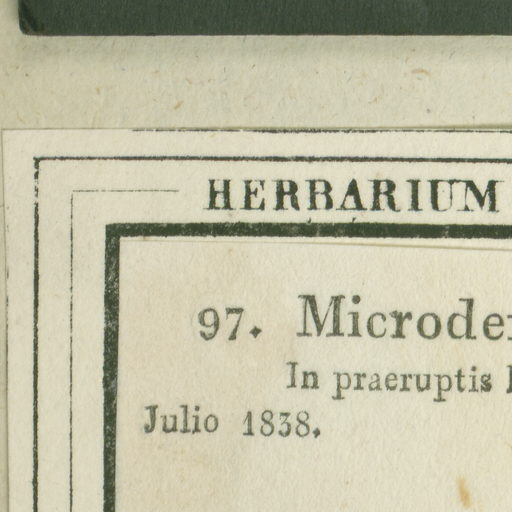 HERBARIUM
97. Microde
In praeruptis
Julio 1838.